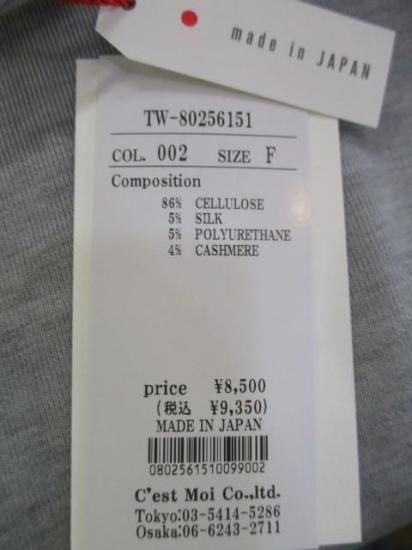 made in JAPAN
TW-80256151
COL. 002 SIZE F
Composition
86% CELLULOSE
5% SILK
5% POLYURETHANE
4% CASHMERE
price ¥8,500
(税込 ¥9,350)
MADE IN JAPAN
0802561510099002
C'est Moi Co.,ltd.
Tokyo:03-5414-5286
Osaka:06-6243-2711